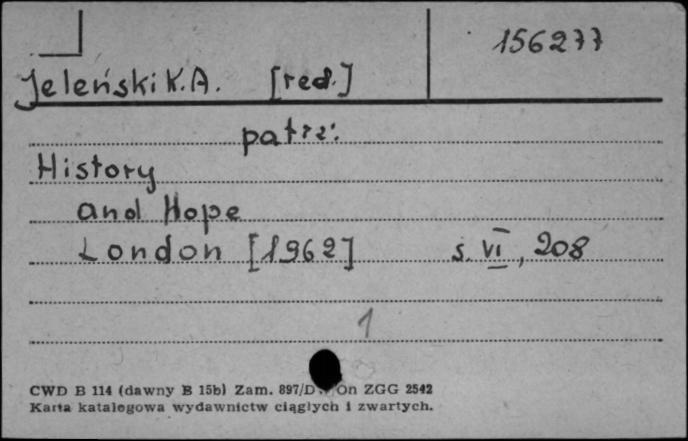 156277
Jeleński K.A. [red.]
patrz:
History
and Hope
London [1962] s. VI, 208
1
CWD B 114 (dawny B 15b) Zam. 897/D On ZGG 2542
Karta katalogowa wydawnictw ciągłych i zwartych.